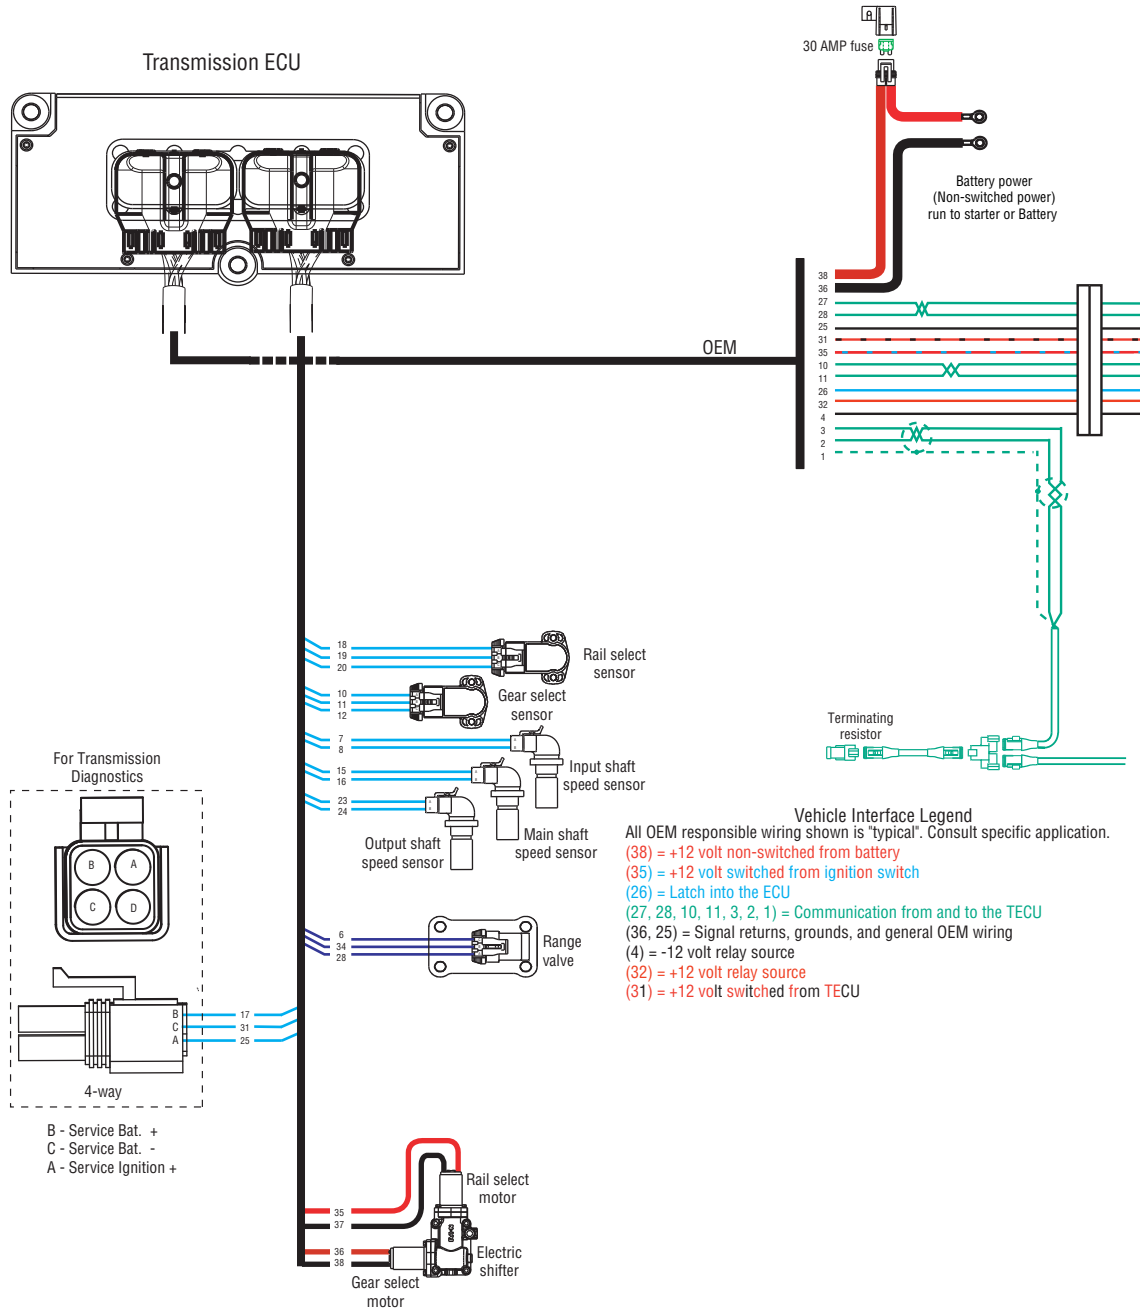 30 AMP fuse
Transmission ECU
Battery power
(Non-switched power)
run to starter or Battery
OEM
38
36
27
28
25
31
35
10
11
26
32
4
3
2
1
18
19
20
Rail select
sensor
10
11
12
Gear select
sensor
7
8
Input shaft
speed sensor
15
16
Main shaft
speed sensor
23
24
Output shaft
speed sensor
Terminating
resistor
For Transmission
Diagnostics
B
A
C
D
B
C
A
17
31
25
4-way
B - Service Bat. +
C - Service Bat. -
A - Service Ignition +
6
34
28
Range
valve
Vehicle Interface Legend
All OEM responsible wiring shown is "typical". Consult specific application.
(38) = +12 volt non-switched from battery
(35) = +12 volt switched from ignition switch
(26) = Latch into the ECU
(27, 28, 10, 11, 3, 2, 1) = Communication from and to the TECU
(36, 25) = Signal returns, grounds, and general OEM wiring
(4) = -12 volt relay source
(32) = +12 volt relay source
(31) = +12 volt switched from TECU
Rail select
motor
35
37
36
38
Electric
shifter
Gear select
motor